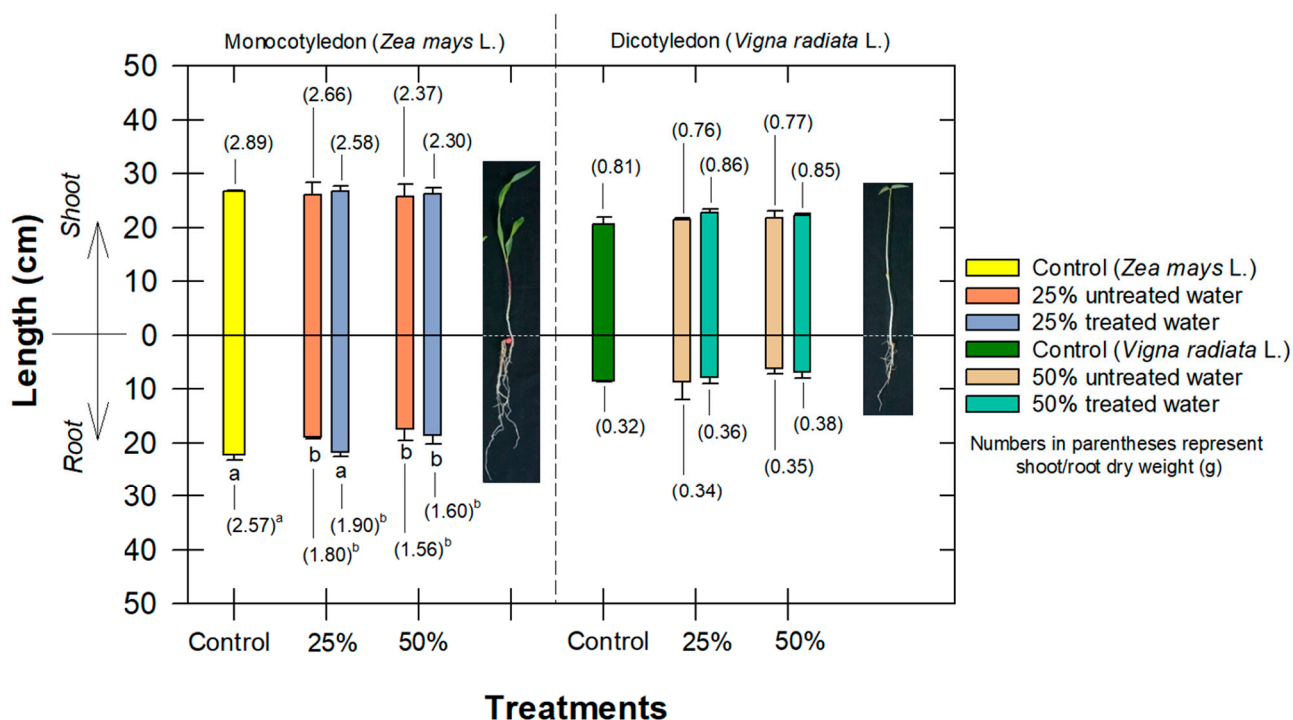 Monocotyledon (Zea mays L.)
Dicotyledon (Vigna radiata L.)
Length (cm)
Shoot
Root
50
40
30
20
10
0
10
20
30
40
50
(2.89)
(2.66)
(2.58)
(2.37)
(2.30)
(0.81)
(0.76)
(0.86)
(0.77)
(0.85)
a
b
a
b
b
(2.57)a
(1.80)b
(1.90)b
(1.56)b
(1.60)b
(0.32)
(0.34)
(0.36)
(0.35)
(0.38)
Control
25%
50%
Control
25%
50%
Treatments
Control (Zea mays L.)
25% untreated water
25% treated water
Control (Vigna radiata L.)
50% untreated water
50% treated water
Numbers in parentheses represent
shoot/root dry weight (g)